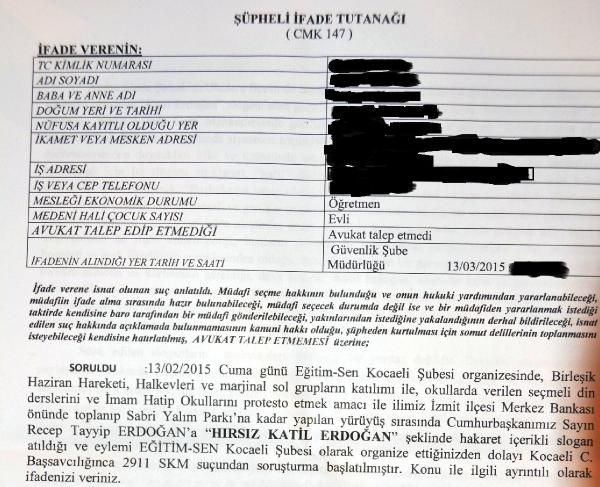 ŞÜPHELİ İFADE TUTANAĞI
( CMK 147 )
İFADE VERENİN;
TC KİMLİK NUMARASI
ADI SOYADI
BABA VE ANNE ADI
DOĞUM YERİ VE TARİHİ
NÜFUSA KAYITLI OLDUĞU YER
İKAMET VEYA MESKEN ADRESİ
İŞ ADRESİ
İŞ VEYA CEP TELEFONU
MESLEĞİ EKONOMİK DURUMU Öğretmen
MEDENİ HALİ ÇOCUK SAYISI Evli
AVUKAT TALEP EDİP ETMEDİĞİ Avukat talep etmedi
Güvenlik Şube
İFADENİN ALINDIĞI YER TARİH VE SAATİ Müdürlüğü 13/03/2015
İfade verene isnat olunan suç anlatıldı. Müdafi seçme hakkının bulunduğu ve onun hukuki yardımından yararlanabileceği,
müdafiin ifade alma sırasında hazır bulunabileceği, müdafi seçecek durumda değil ise ve bir müdafiden yararlanmak istediği
taktirde kendisine baro tarafından bir müdafi gönderilebileceği, yakınlarından istediğine yakalandığının derhal bildirileceği, isnat
edilen suç hakkında açıklamada bulunmamasının kanuni hakkı olduğu, şüpheden kurtulması için somut delillerinin toplanmasını
isteyebileceği kendisine hatırlatılmış, AVUKAT TALEP ETMEMESİ üzerine;
SORULDU :13/02/2015 Cuma günü Eğitim-Sen Kocaeli Şubesi organizesinde, Birleşik
Haziran Hareketi, Halkevleri ve marjinal sol grupların katılımı ile, okullarda verilen seçmeli din
derslerini ve İmam Hatip Okullarını protesto etmek amacı ile ilimiz İzmit ilçesi Merkez Bankası
önünde toplanıp Sabri Yalım Parkı'na kadar yapılan yürüyüş sırasında Cumhurbaşkanımız Sayın
Recep Tayyip ERDOĞAN'a "HIRSIZ KATİL ERDOĞAN" şeklinde hakaret içerikli slogan
atıldığı ve eylemi EĞİTİM-SEN Kocaeli Şubesi olarak organize ettiğinizden dolayı Kocaeli C.
Başsavcılığınca 2911 SKM suçundan soruşturma başlatılmıştır. Konu ile ilgili ayrıntılı olarak
ifadenizi veriniz.